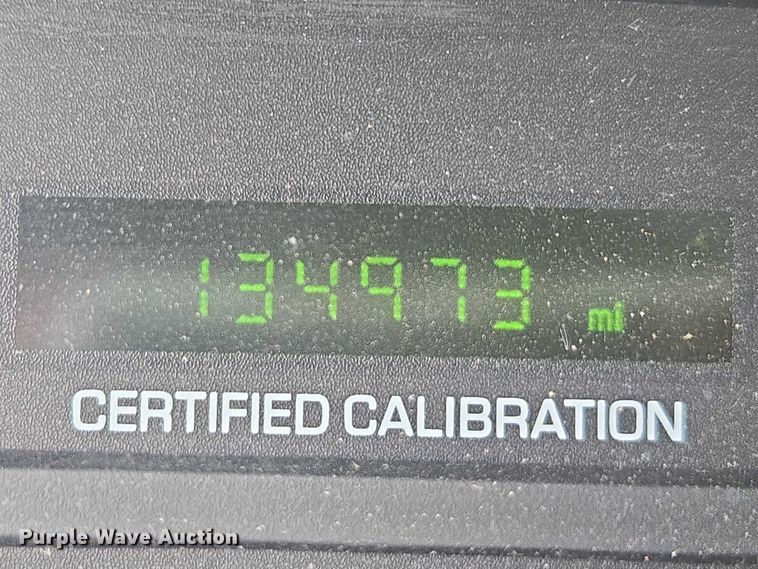 134973 mi
CERTIFIED CALIBRATION
Purple Wave Auction